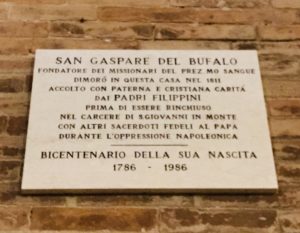 SAN GASPARE DEL BUFALO
FONDATORE DEI MISSIONARI DEL PREZ.MO SANGUE
DIMORÒ IN QUESTA CASA NEL 1811
ACCOLTO CON PATERNA E CRISTIANA CARITÀ
DAI PADRI FILIPPINI
PRIMA DI ESSERE RINCHIUSO
NEL CARCERE DI S.GIOVANNI IN MONTE
CON ALTRI SACERDOTI FEDELI AL PAPA
DURANTE L'OPPRESSIONE NAPOLEONICA
BICENTENARIO DELLA SUA NASCITA
1786 - 1986